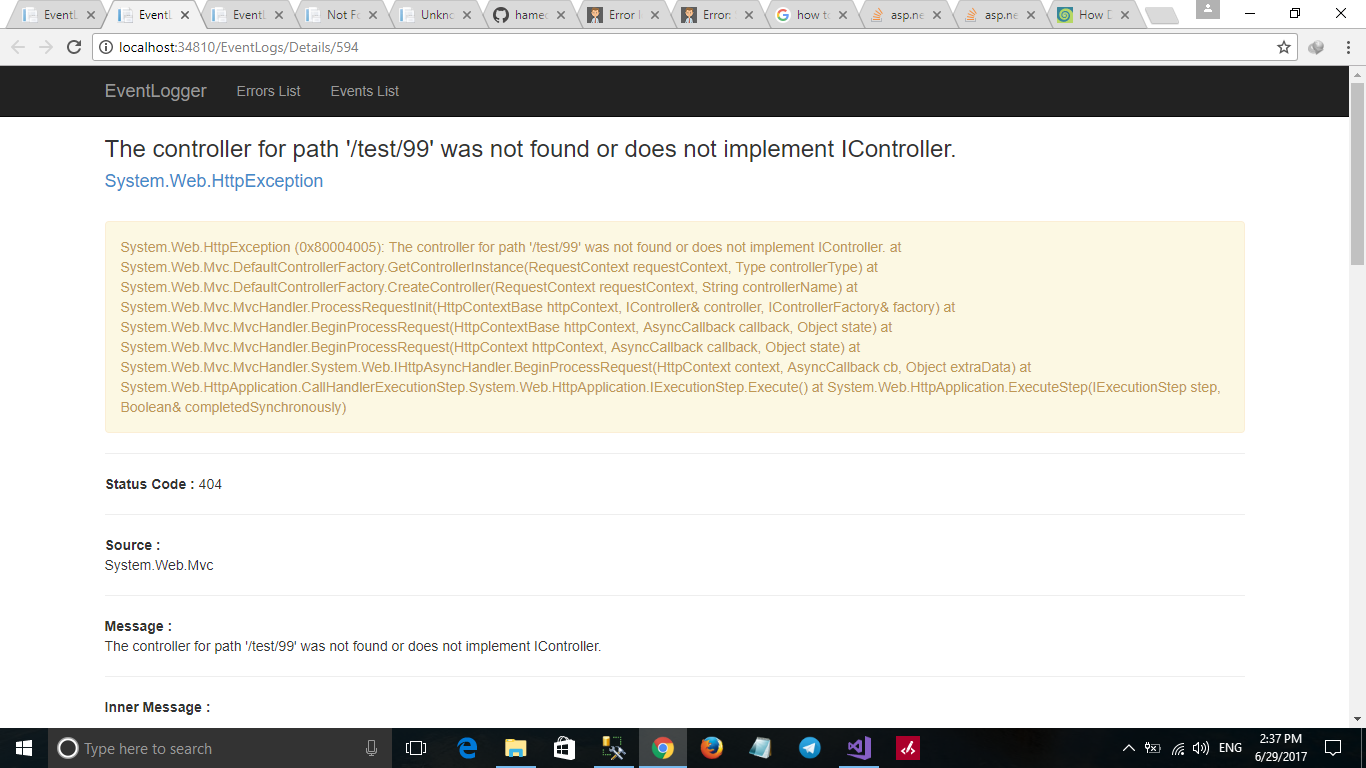 EventL
EventL
EventL
Not Fo
Unkno
hamed
Error L
Error:
how to
asp.ne
asp.ne
How D
localhost:34810/EventLogs/Details/594
EventLogger Errors List Events List
The controller for path '/test/99' was not found or does not implement IController.
System.Web.HttpException
System.Web.HttpException (0x80004005): The controller for path '/test/99' was not found or does not implement IController. at
System.Web.Mvc.DefaultControllerFactory.GetControllerInstance(RequestContext requestContext, Type controllerType) at
System.Web.Mvc.DefaultControllerFactory.CreateController(RequestContext requestContext, String controllerName) at
System.Web.Mvc.MvcHandler.ProcessRequestInit(HttpContextBase httpContext, IController& controller, IControllerFactory& factory) at
System.Web.Mvc.MvcHandler.BeginProcessRequest(HttpContextBase httpContext, AsyncCallback callback, Object state) at
System.Web.Mvc.MvcHandler.BeginProcessRequest(HttpContext httpContext, AsyncCallback callback, Object state) at
System.Web.Mvc.MvcHandler.System.Web.IHttpAsyncHandler.BeginProcessRequest(HttpContext context, AsyncCallback cb, Object extraData) at
System.Web.HttpApplication.CallHandlerExecutionStep.System.Web.HttpApplication.IExecutionStep.Execute() at System.Web.HttpApplication.ExecuteStep(IExecutionStep step,
Boolean& completedSynchronously)
Status Code : 404
Source :
System.Web.Mvc
Message :
The controller for path '/test/99' was not found or does not implement IController.
Inner Message :
Type here to search
ENG
2:37 PM
6/29/2017